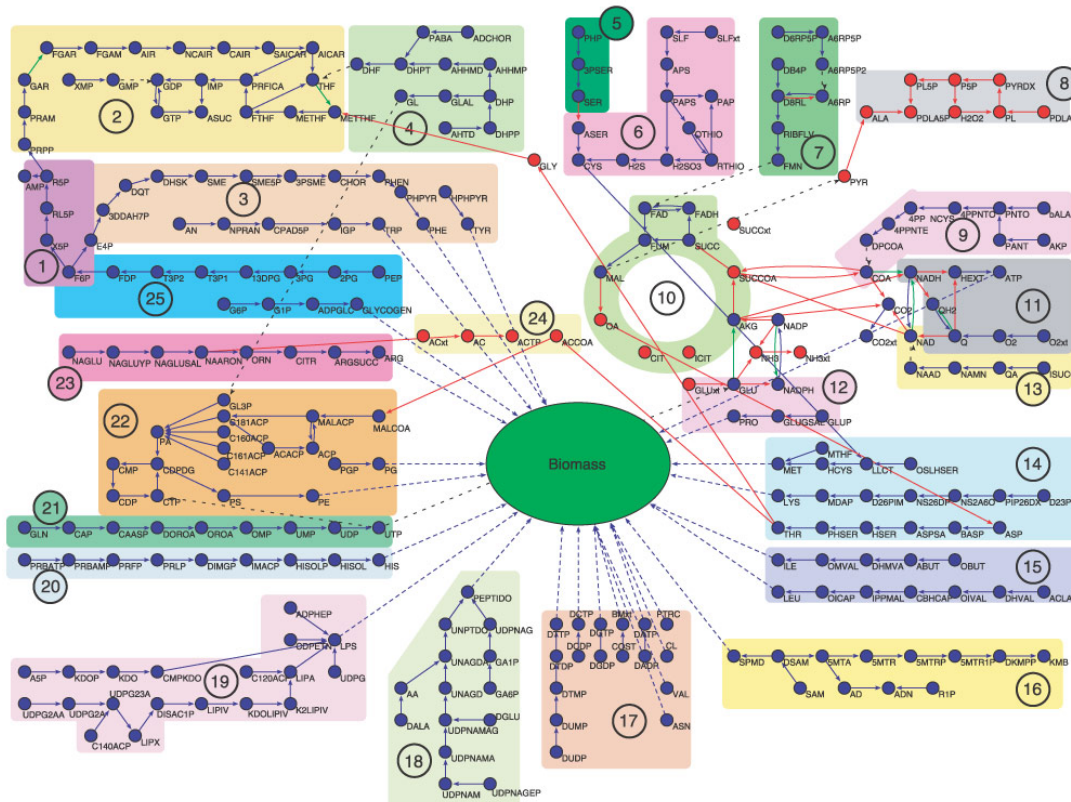 5
PHP
3PSER
SER
SLF
SLFxt
APS
PAPS
PAP
OTHIO
ASER
CYS
H2S
H2SO3
RTHIO
6
D6RP5P
A6RP5P
DB4P
A6RP5P2
D6RL
A6RP
RIBFLV
FMN
7
8
PL5P
P5P
PYRDX
ALA
PDLA5P
H2O2
PL
PDLA
PYR
FGAR
FGAM
AIR
NCAIR
CAIR
SAICAR
AICAR
GAR
XMP
GMP
GDP
IMP
PRFICA
THF
2
PRAM
GTP
ASUC
FTHF
METHF
METTHF
PRPP
PABA
ADCHOR
DHF
DHPT
AHHMD
AHHMP
GL
GLAL
DHP
4
AHTD
DHPP
GLY
AMP
R5P
RL5P
X5P
F6P
1
DQT
DHSK
SME
SME5P
3PSME
CHOR
PHEN
3DDAH7P
3
PHPYR
HPHPYR
AN
NPRAN
CPAD5P
IGP
TRP
PHE
TYR
E4P
FDP
T3P2
T3P1
13DPG
3PG
2PG
PEP
25
G6P
G1P
ADPGLC
GLYCOGEN
FAD
FADH
FUM
SUCC
SUCCxt
MAL
SUCCOA
10
OA
AKG
CIT
ICIT
NADP
NH3
NH3xt
4PP_NCYS
4PPNTO
PNTO
bALA
4PPNTE
DPCOA
9
PANT
AKP
COA
NADH
HEXT
ATP
CO2
QH2
11
CO2xt
NAD
Q
O2
O2xt
NAAD
NAMN
QA
ISUCC
13
24
ACxt
AC
ACTP
ACCOA
NAGLU
NAGLUYP
NAGLUSAL
NAARON
ORN
CITR
ARGSUCC
ARG
23
GLUxt
GLU
NADPH
12
PRO
GLUGSAL
GLUP
22
GL3P
C181ACP
PA
C160ACP
C161ACP
C141ACP
ACACP
MALACP
MALCOA
ACP
CMP
CDPDG
PGP
PG
CDP
CTP
PS
PE
Biomass
MTHF
MET
HCYS
LLCT
OSLHSER
14
LYS
MDAP
D26PIM
NS26DP
NS2A6O
PIP26DX
D23P
THR
PHSER
HSER
ASPSA
BASP
ASP
21
GLN
CAP
CAASP
DOROA
OROA
OMP
UMP
UDP
UTP
PRBATP
PRBAMP
PRFP
PRLP
DIMGP
IMACP
HISOLP
HISOL
HIS
20
ILE
OMVAL
DHMVA
ABUT
OBUT
15
LEU
OICAP
IPPMAL
CBHCAP
OIVAL
DHVAL
ACLA
ADPHEP
LPS
UDPG
A5P
KDOP
KDO
CMPKDO
19
C120ACP
LIPA
UDPG2AA
UDPG2A
UDPG23A
DISAC1P
LIPIV
KDOLIPIV
K2LIPIV
C140ACP
LIPX
PEPTIDO
UNPTDO
UDPNAG
UNAGDA
GA1P
AA
UNAGD
GA6P
DALA
DGLU
UDPNAMAG
UDPNAMA
18
UDPNAM
UDPNAGEP
DCTP
BMxt
PTRC
DTTP
DGTP
DATP
DCDP
COST
CL
DTDP
DGDP
DADR
DTMP
VAL
DUMP
17
ASN
DUDP
SPMD
DSAM
5MTA
5MTR
5MTRP
5MTR1P
DKMPP
KMB
SAM
AD
ADN
R1P
16